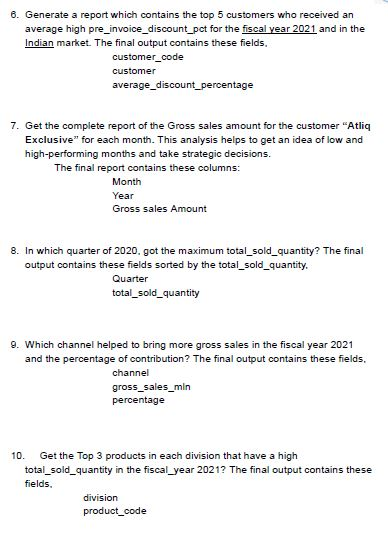 6. Generate a report which contains the top 5 customers who received an
average high pre_invoice_discount_pct for the fiscal year 2021 and in the
Indian market. The final output contains these fields,
customer_code
customer
average_discount_percentage
7. Get the complete report of the Gross sales amount for the customer “Atliq
Exclusive” for each month. This analysis helps to get an idea of low and
high-performing months and take strategic decisions.
The final report contains these columns:
Month
Year
Gross sales Amount
8. In which quarter of 2020, got the maximum total_sold_quantity? The final
output contains these fields sorted by the total_sold_quantity,
Quarter
total_sold_quantity
9. Which channel helped to bring more gross sales in the fiscal year 2021
and the percentage of contribution? The final output contains these fields,
channel
gross_sales_mln
percentage
10. Get the Top 3 products in each division that have a high
total_sold_quantity in the fiscal_year 2021? The final output contains these
fields,
division
product_code